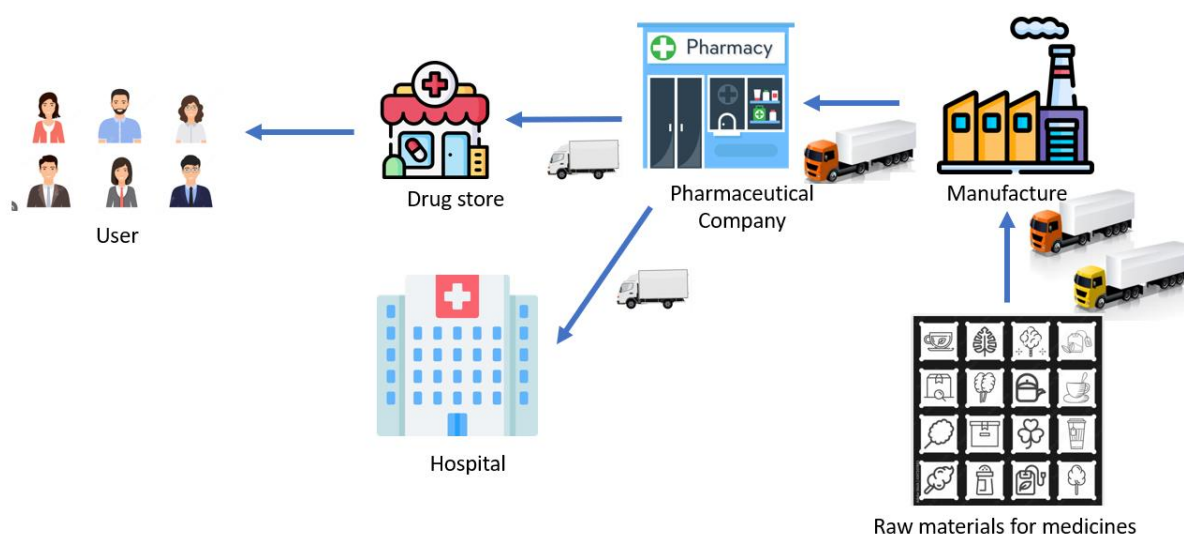 Pharmacy
Drug store
Pharmaceutical
Company
Manufacture
User
Hospital
Raw materials for medicines